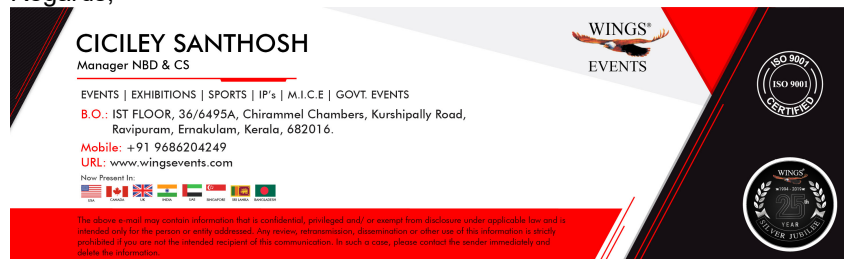 Regards,
CICILEY SANTHOSH
Manager NBD & CS
EVENTS | EXHIBITIONS | SPORTS | IP's | M.I.C.E | GOVT. EVENTS
B.O.: IST FLOOR, 36/6495A, Chirammel Chambers, Kurshipally Road,
Ravipuram, Ernakulam, Kerala, 682016.
Mobile: +91 9686204249
URL: www.wingsevents.com
Now Present In:
USA CANADA UK INDIA UAE SINGAPORE SRI LANKA BANGLADESH
The above e-mail may contain information that is confidential, privileged and/ or exempt from disclosure under applicable law and is
intended only for the person or entity addressed. Any review, retransmission, dissemination or other use of this information is strictly
prohibited if you are not the intended recipient of this communication. In such a case, please contact the sender immediately and
delete the information.
WINGS®
EVENTS
ISO 9001
ISO 9001
CERTIFIED
WINGS
1994 - 2019
25th
YEAR
SILVER JUBILEE